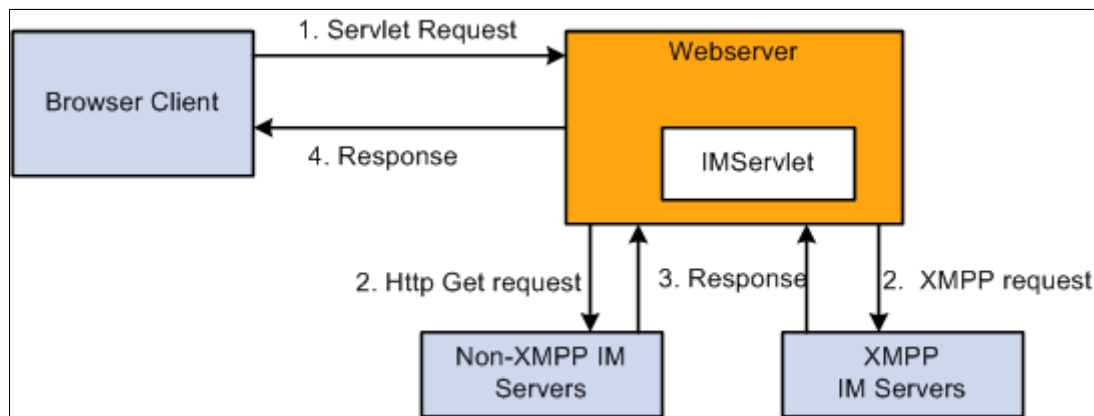 1. Servlet Request
Webserver
Browser Client
4. Response
IMServlet
2. Http Get request
3. Response
2. XMPP request
Non-XMPP IM
Servers
XMPP
IM Servers